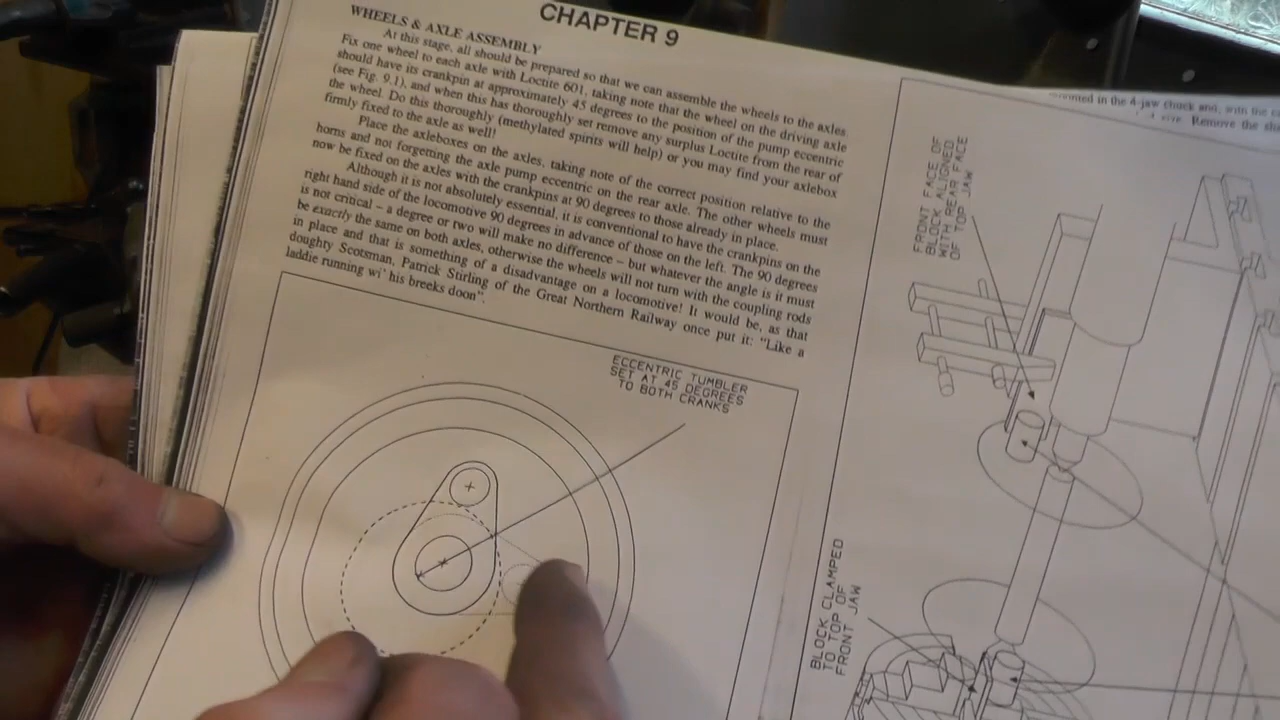 CHAPTER 9
WHEELS & AXLE ASSEMBLY
At this stage, all should be prepared so that we can assemble the wheels to the axles.
Fix one wheel to each axle with Loctite 601, taking note that the wheel on the driving axle
should have its crankpin at approximately 45 degrees to the position of the pump eccentric
(see Fig. 9.1), and when this has thoroughly set remove any surplus Loctite from the rear of
the wheel. Do this thoroughly (methylated spirits will help) or you may find your axlebox
firmly fixed to the axle as well!
Place the axleboxes on the axles, taking note of the correct position relative to the
horns and not forgetting the axle pump eccentric on the rear axle. The other wheels must
now be fixed on the axles with the crankpins at 90 degrees to those already in place.
Although it is not absolutely essential, it is conventional to have the crankpins on the
right hand side of the locomotive 90 degrees in advance of those on the left. The 90 degrees
is not critical – a degree or two will make no difference – but whatever the angle is it must
be exactly the same on both axles, otherwise the wheels will not turn with the coupling rods
in place and that is something of a disadvantage on a locomotive! It would be, as that
doughty Scotsman, Patrick Stirling of the Great Northern Railway once put it: "Like a
laddie running wi' his breeks doon".
ECCENTRIC TUMBLER
SET AT 45 DEGREES
TO BOTH CRANKS
in the 4-jaw chuck and, with the
Remove the
FRONT FACE OF
BLOCK ALIGNED
WITH REAR FACE
OF TOP JAW
BLOCK CLAMPED
TO TOP OF
FRONT JAW